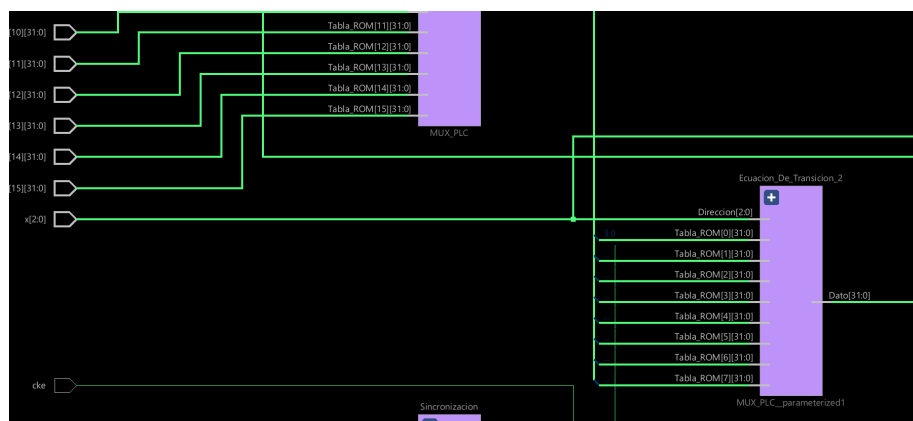 [10][31:0]
[11][31:0]
[12][31:0]
[13][31:0]
[14][31:0]
[15][31:0]
x[2:0]
cke
Tabla_ROM[11][31:0]
Tabla_ROM[12][31:0]
Tabla_ROM[13][31:0]
Tabla_ROM[14][31:0]
Tabla_ROM[15][31:0]
MUX_PLC
Sincronizacion
Ecuacion_De_Transicion_2
Direccion[2:0]
3:0
Tabla_ROM[0][31:0]
Tabla_ROM[1][31:0]
Tabla_ROM[2][31:0]
Tabla_ROM[3][31:0]
Tabla_ROM[4][31:0]
Tabla_ROM[5][31:0]
Tabla_ROM[6][31:0]
Tabla_ROM[7][31:0]
Dato[31:0]
MUX_PLC__parameterized1